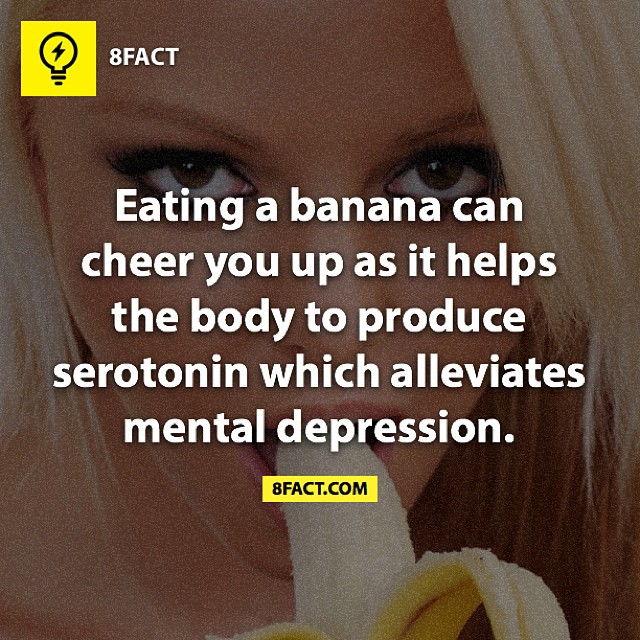 8FACT
Eating a banana can
cheer you up as it helps
the body to produce
serotonin which alleviates
mental depression.
8FACT.COM